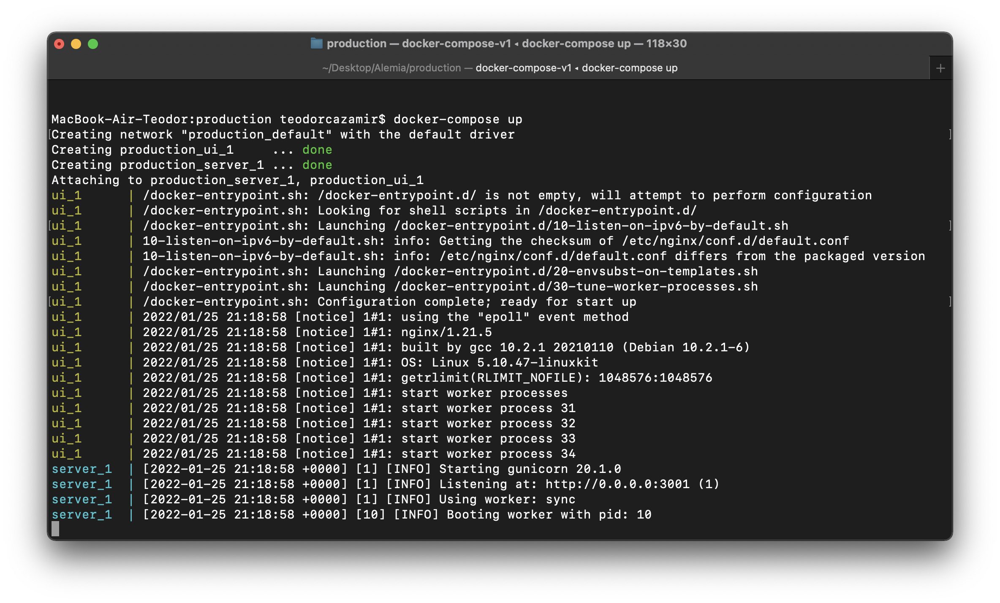 production — docker-compose-v1 ◂ docker-compose up — 118×30
~/Desktop/Alemia/production — docker-compose-v1 ◂ docker-compose up
+
MacBook-Air-Teodor:production teodorcazamir$ docker-compose up
[Creating network "production_default" with the default driver ]
Creating production_ui_1     ... done
Creating production_server_1 ... done
Attaching to production_server_1, production_ui_1
ui_1      | /docker-entrypoint.sh: /docker-entrypoint.d/ is not empty, will attempt to perform configuration
ui_1      | /docker-entrypoint.sh: Looking for shell scripts in /docker-entrypoint.d/
[ui_1      | /docker-entrypoint.sh: Launching /docker-entrypoint.d/10-listen-on-ipv6-by-default.sh ]
ui_1      | 10-listen-on-ipv6-by-default.sh: info: Getting the checksum of /etc/nginx/conf.d/default.conf
ui_1      | 10-listen-on-ipv6-by-default.sh: info: /etc/nginx/conf.d/default.conf differs from the packaged version
ui_1      | /docker-entrypoint.sh: Launching /docker-entrypoint.d/20-envsubst-on-templates.sh
ui_1      | /docker-entrypoint.sh: Launching /docker-entrypoint.d/30-tune-worker-processes.sh
[ui_1      | /docker-entrypoint.sh: Configuration complete; ready for start up ]
ui_1      | 2022/01/25 21:18:58 [notice] 1#1: using the "epoll" event method
ui_1      | 2022/01/25 21:18:58 [notice] 1#1: nginx/1.21.5
ui_1      | 2022/01/25 21:18:58 [notice] 1#1: built by gcc 10.2.1 20210110 (Debian 10.2.1-6)
ui_1      | 2022/01/25 21:18:58 [notice] 1#1: OS: Linux 5.10.47-linuxkit
ui_1      | 2022/01/25 21:18:58 [notice] 1#1: getrlimit(RLIMIT_NOFILE): 1048576:1048576
ui_1      | 2022/01/25 21:18:58 [notice] 1#1: start worker processes
ui_1      | 2022/01/25 21:18:58 [notice] 1#1: start worker process 31
ui_1      | 2022/01/25 21:18:58 [notice] 1#1: start worker process 32
ui_1      | 2022/01/25 21:18:58 [notice] 1#1: start worker process 33
ui_1      | 2022/01/25 21:18:58 [notice] 1#1: start worker process 34
server_1  | [2022-01-25 21:18:58 +0000] [1] [INFO] Starting gunicorn 20.1.0
server_1  | [2022-01-25 21:18:58 +0000] [1] [INFO] Listening at: http://0.0.0.0:3001 (1)
server_1  | [2022-01-25 21:18:58 +0000] [1] [INFO] Using worker: sync
server_1  | [2022-01-25 21:18:58 +0000] [10] [INFO] Booting worker with pid: 10